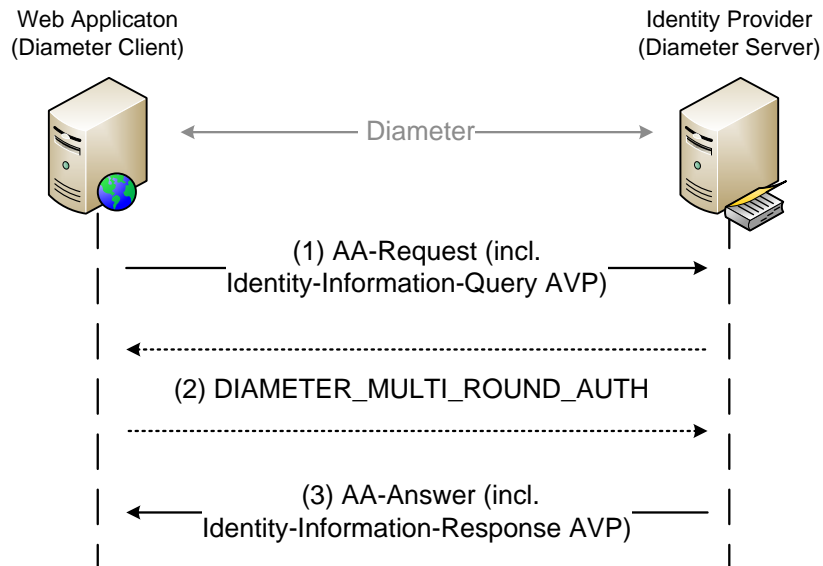 Web Applicaton
(Diameter Client)
Identity Provider
(Diameter Server)
Diameter
(1) AA-Request (incl.
Identity-Information-Query AVP)
(2) DIAMETER_MULTI_ROUND_AUTH
(3) AA-Answer (incl.
Identity-Information-Response AVP)